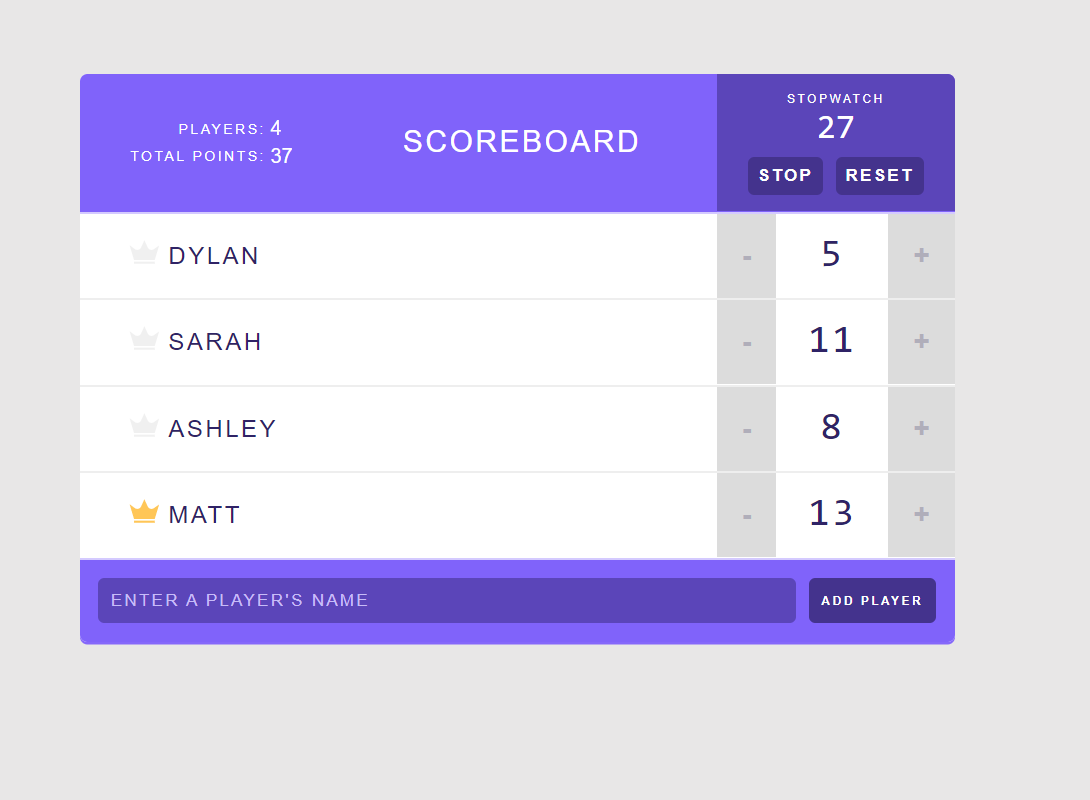 PLAYERS: 4
TOTAL POINTS: 37
SCOREBOARD
STOPWATCH
27
STOP RESET
DYLAN - 5 +
SARAH - 11 +
ASHLEY - 8 +
MATT - 13 +
ENTER A PLAYER'S NAME ADD PLAYER